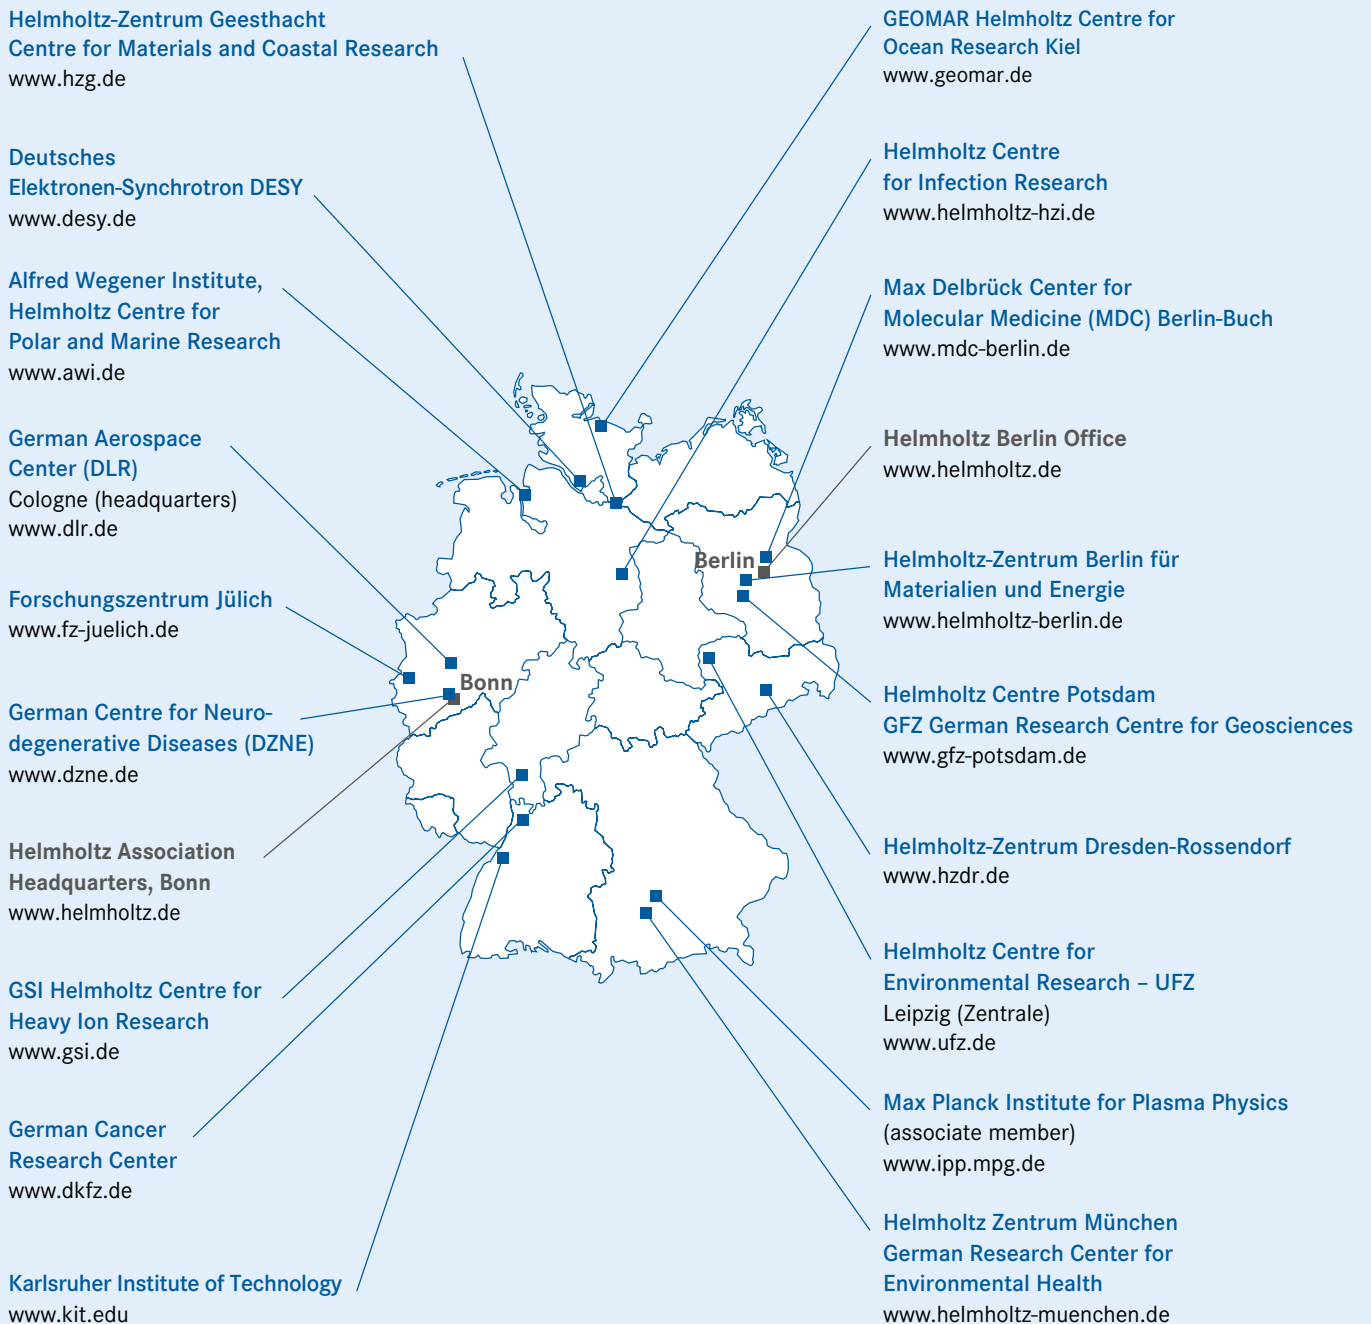 Helmholtz-Zentrum Geesthacht
Centre for Materials and Coastal Research
www.hzg.de
Deutsches
Elektronen-Synchrotron DESY
www.desy.de
Alfred Wegener Institute,
Helmholtz Centre for
Polar and Marine Research
www.awi.de
German Aerospace
Center (DLR)
Cologne (headquarters)
www.dlr.de
Forschungszentrum Jülich
www.fz-juelich.de
German Centre for Neuro-
degenerative Diseases (DZNE)
www.dzne.de
Helmholtz Association
Headquarters, Bonn
www.helmholtz.de
GSI Helmholtz Centre for
Heavy Ion Research
www.gsi.de
German Cancer
Research Center
www.dkfz.de
Karlsruher Institute of Technology
www.kit.edu
Berlin
Bonn
GEOMAR Helmholtz Centre for
Ocean Research Kiel
www.geomar.de
Helmholtz Centre
for Infection Research
www.helmholtz-hzi.de
Max Delbrück Center for
Molecular Medicine (MDC) Berlin-Buch
www.mdc-berlin.de
Helmholtz Berlin Office
www.helmholtz.de
Helmholtz-Zentrum Berlin für
Materialien und Energie
www.helmholtz-berlin.de
Helmholtz Centre Potsdam
GFZ German Research Centre for Geosciences
www.gfz-potsdam.de
Helmholtz-Zentrum Dresden-Rossendorf
www.hzdr.de
Helmholtz Centre for
Environmental Research – UFZ
Leipzig (Zentrale)
www.ufz.de
Max Planck Institute for Plasma Physics
(associate member)
www.ipp.mpg.de
Helmholtz Zentrum München
German Research Center for
Environmental Health
www.helmholtz-muenchen.de